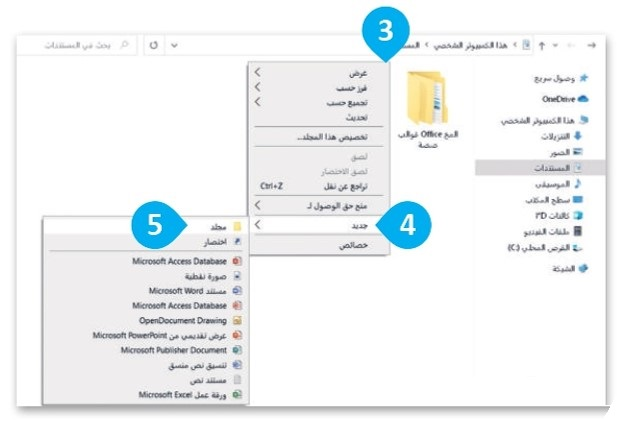 3
هذا الكمبيوتر الشخصي
بحث في المستندات
وصول سريع
OneDrive
هذا الكمبيوتر الشخصي
التنزيلات
الصور
المستندات
الموسيقى
سطح المكتب
كائنات 3D
ملفات الفيديو
القرص المحلي (C:)
الشبكة
قوالب Office
عرض
فرز حسب
تجميع حسب
تحديث
تخصيص هذا المجلد...
لصق
لصق الاختصار
تراجع عن نقل Ctrl+Z
منح حق الوصول لـ
4
جديد
خصائص
5
مجلد
اختصار
Microsoft Access Database
صورة نقطية
مستند Microsoft Word
Microsoft Access Database
OpenDocument Drawing
عرض تقديمي من Microsoft PowerPoint
Microsoft Publisher Document
تنسيق نص منسق
مستند نص
ورقة عمل Microsoft Excel